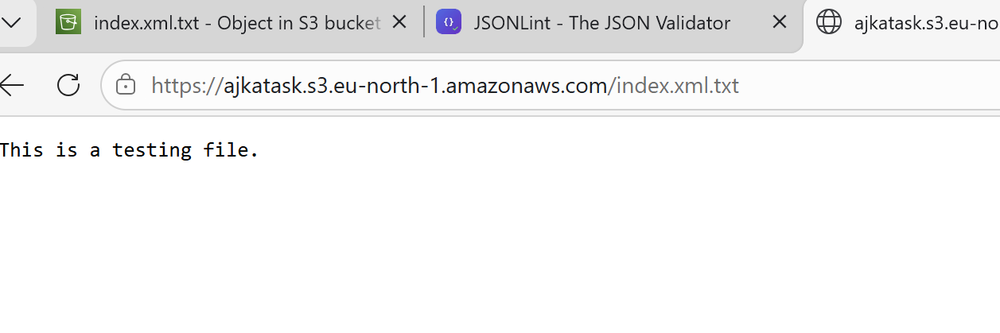 index.xml.txt - Object in S3 bucket
JSONLint - The JSON Validator
ajkatask.s3.eu-no
https://ajkatask.s3.eu-north-1.amazonaws.com/index.xml.txt
This is a testing file.